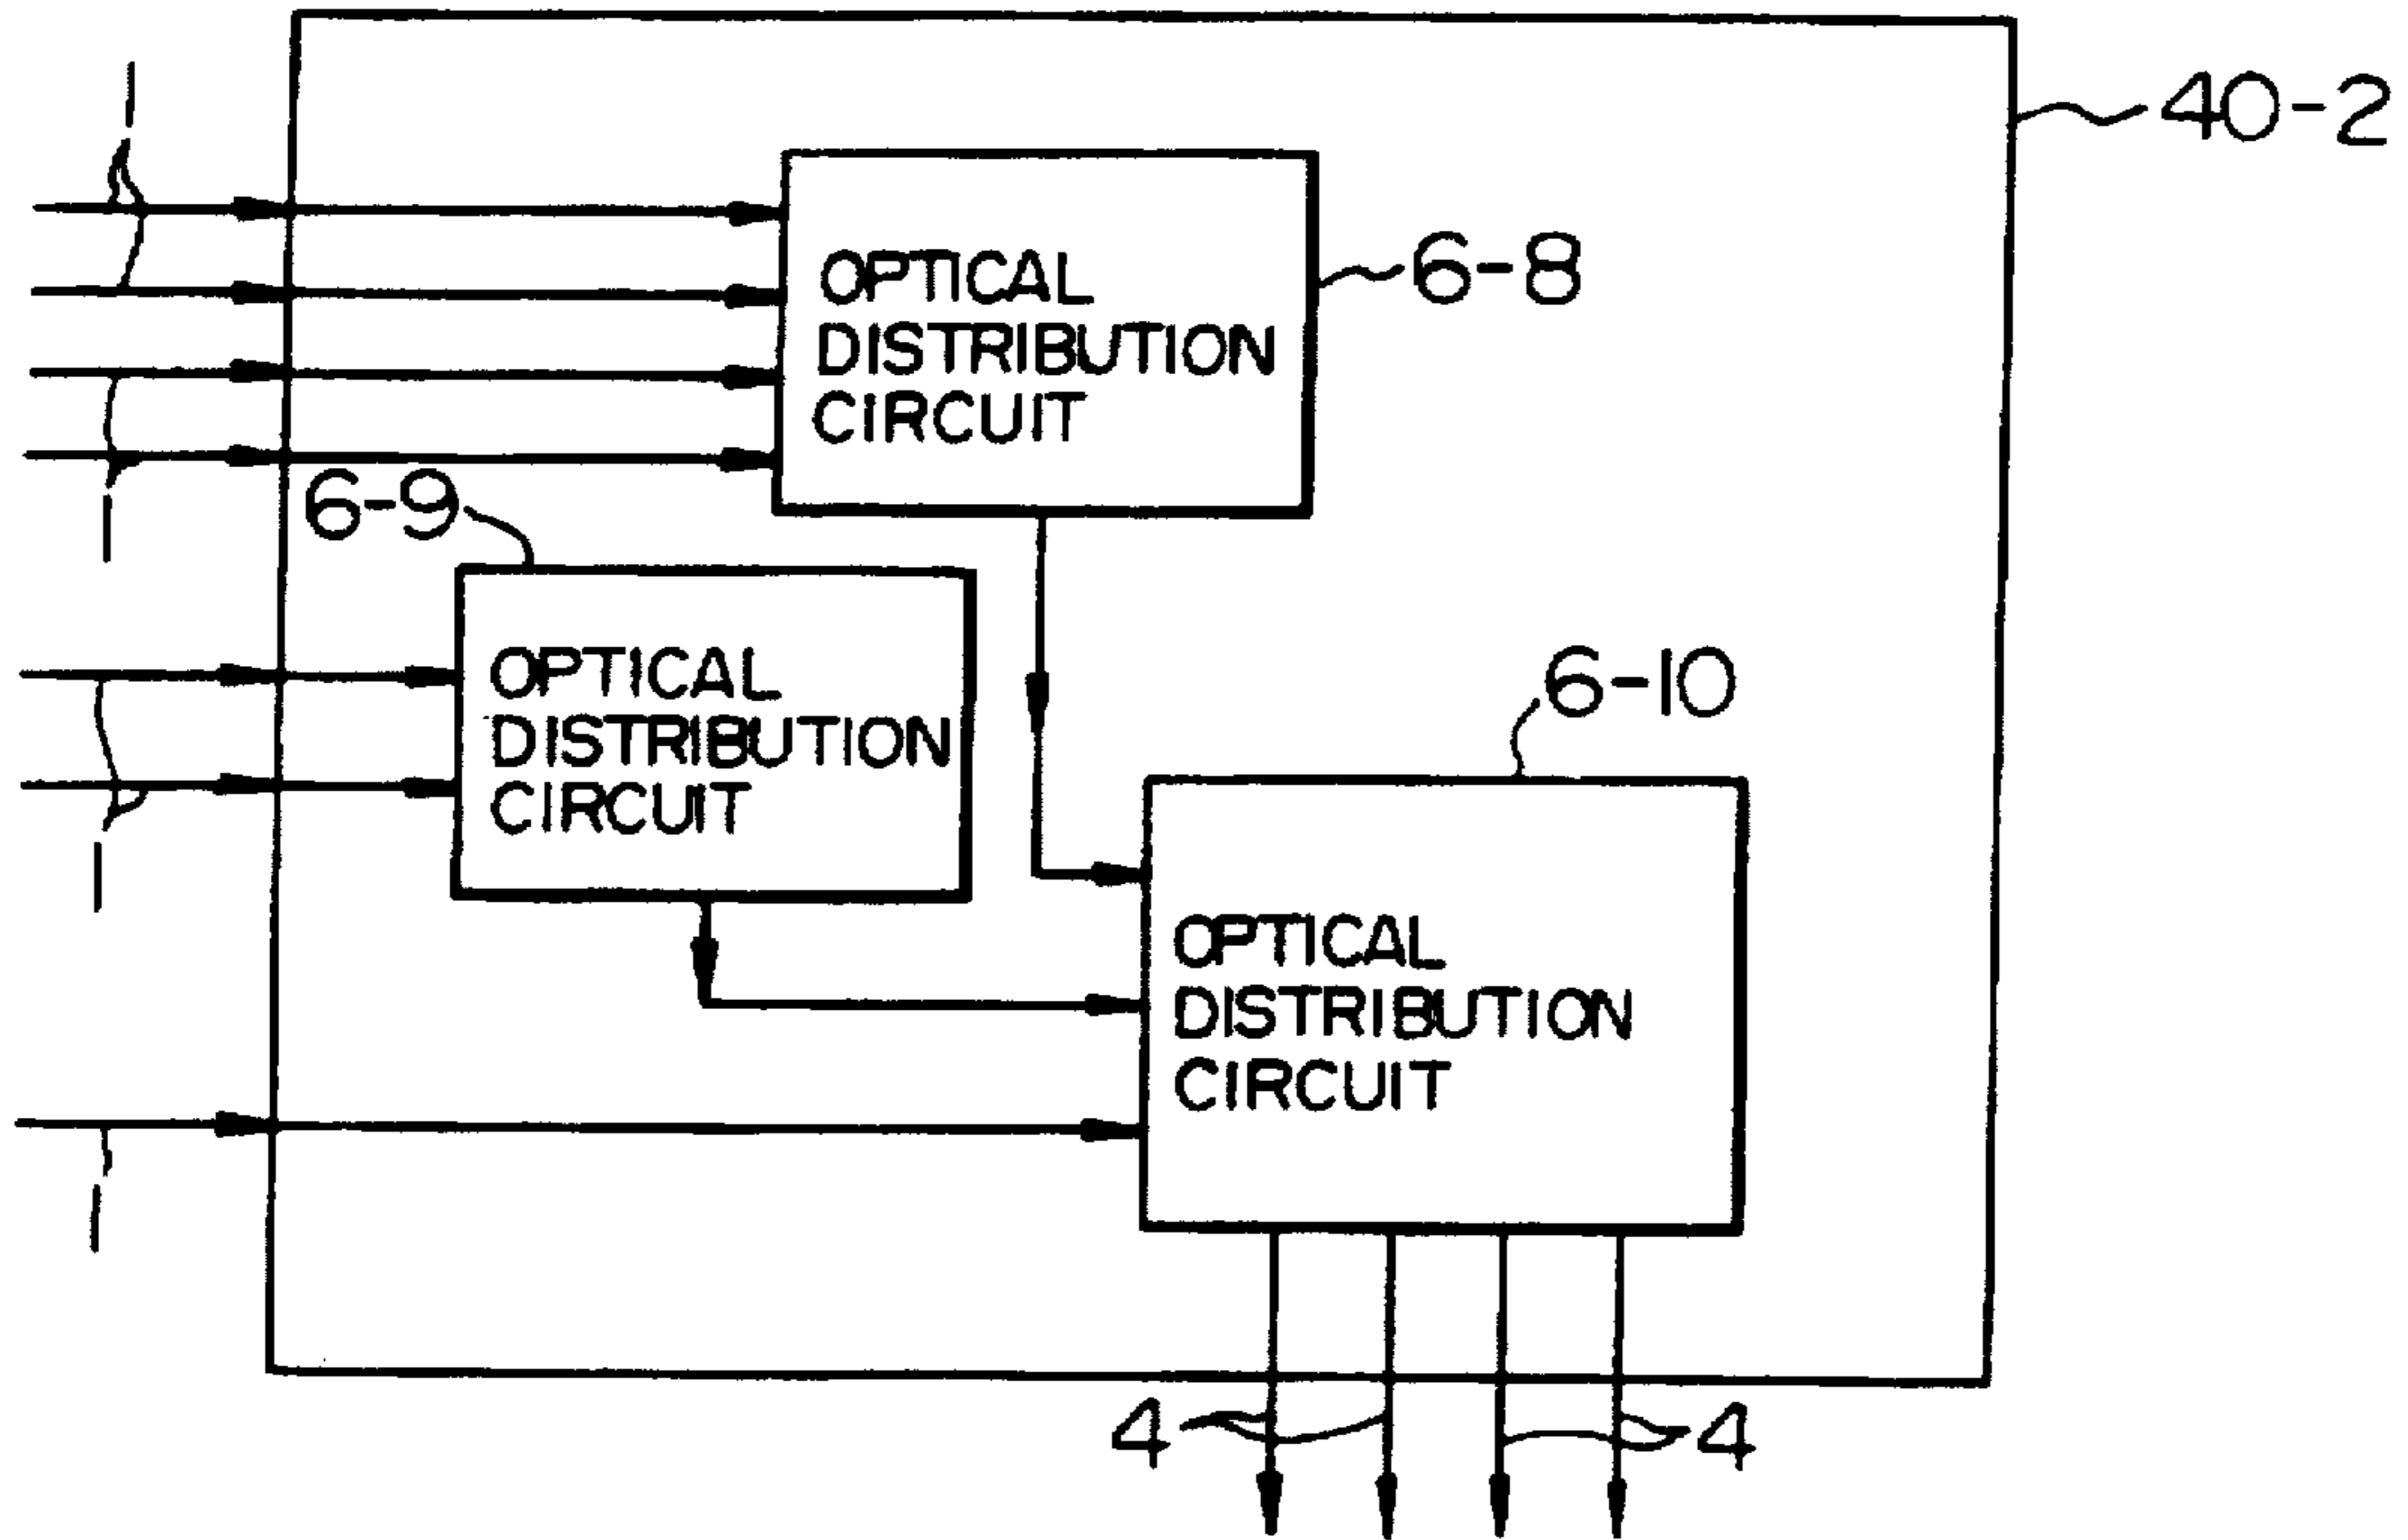 1
40-2
OPTICAL
DISTRIBUTION
CIRCUIT
6-8
1
6-9
OPTICAL
DISTRIBUTION
CIRCUIT
1
6-10
OPTICAL
DISTRIBUTION
CIRCUIT
1
4
4